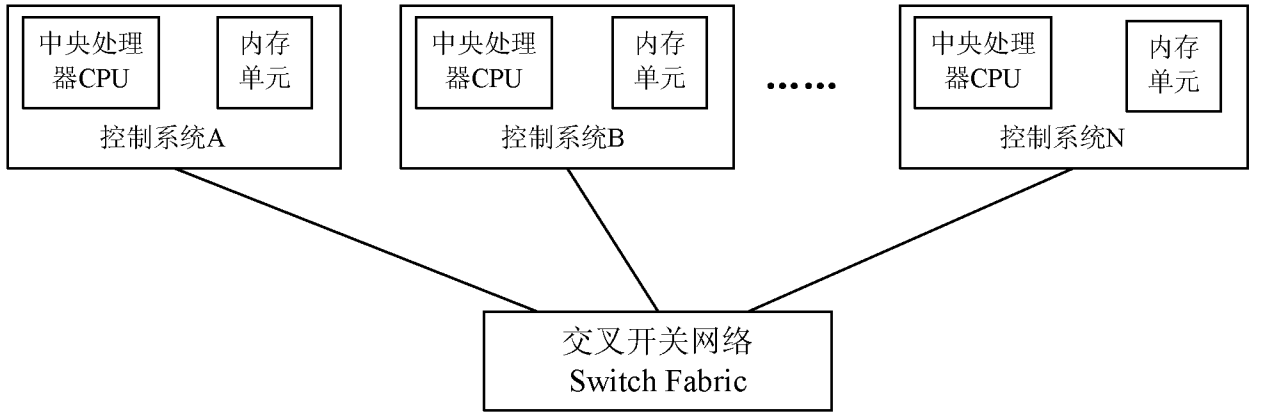 中央处理
器CPU
内存
单元
控制系统A
中央处理
器CPU
内存
单元
控制系统B
……
中央处理
器CPU
内存
单元
控制系统N
交叉开关网络
Switch Fabric